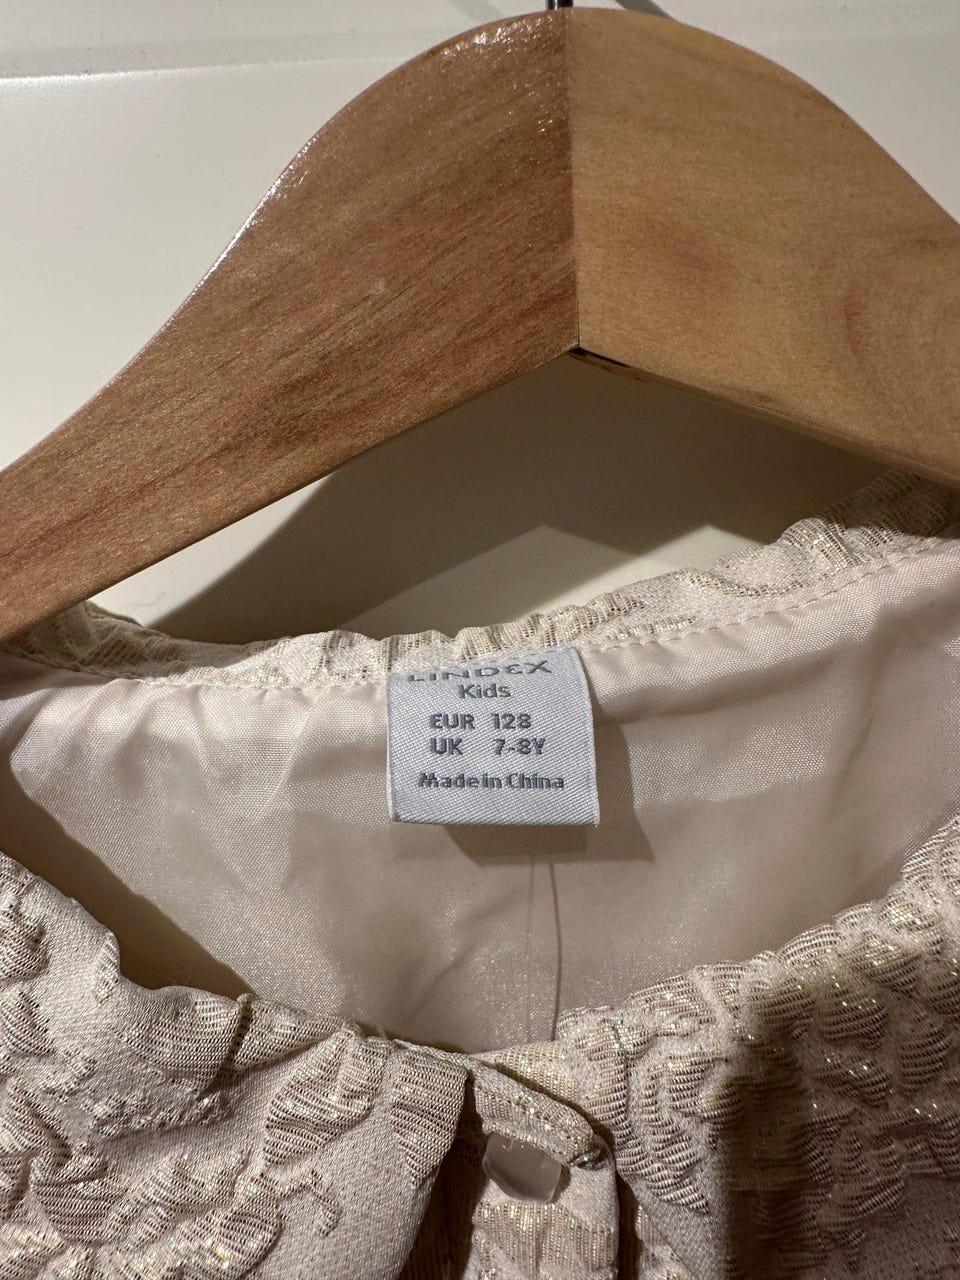 LINDEX
Kids
EUR 128
UK 7-8Y
Made in China